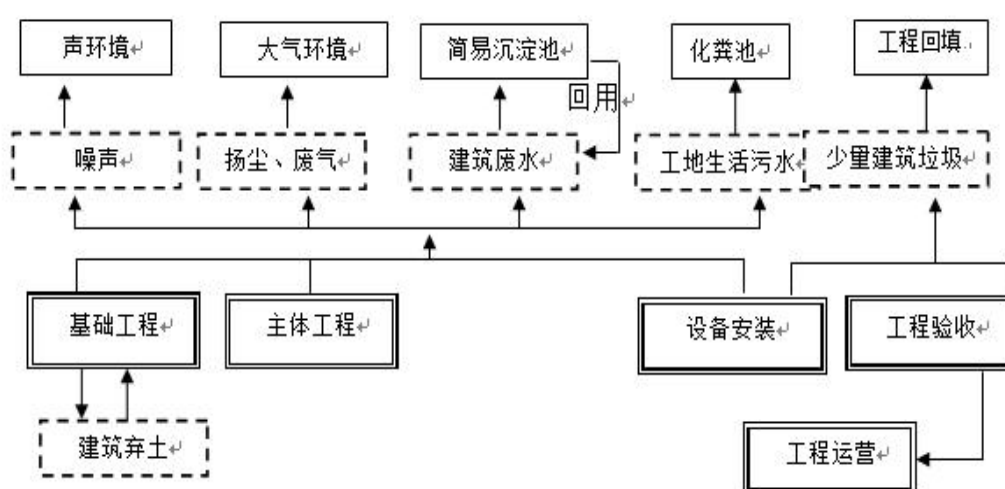 声环境
大气环境
简易沉淀池
化粪池
工程回填
回用
噪声
扬尘、废气
建筑废水
工地生活污水
少量建筑垃圾
基础工程
主体工程
设备安装
工程验收
建筑弃土
工程运营